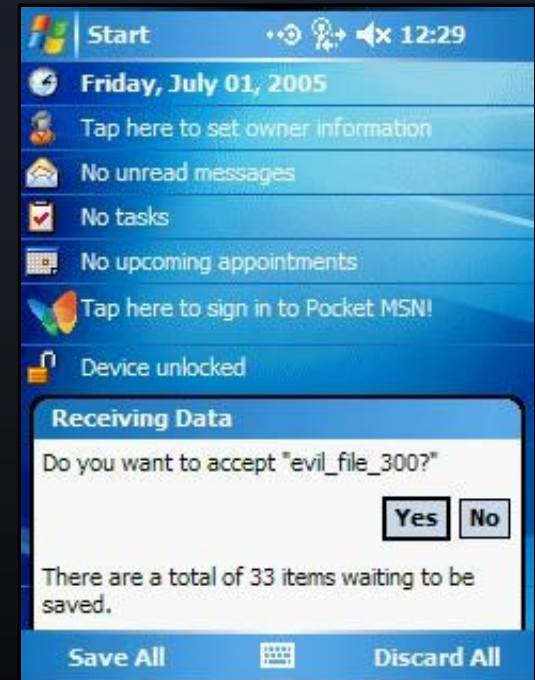 Start 12:29
Friday, July 01, 2005
Tap here to set owner information
No unread messages
No tasks
No upcoming appointments
Tap here to sign in to Pocket MSN!
Device unlocked
Receiving Data
Do you want to accept "evil_file_300?"
Yes No
There are a total of 33 items waiting to be
saved.
Save All Discard All